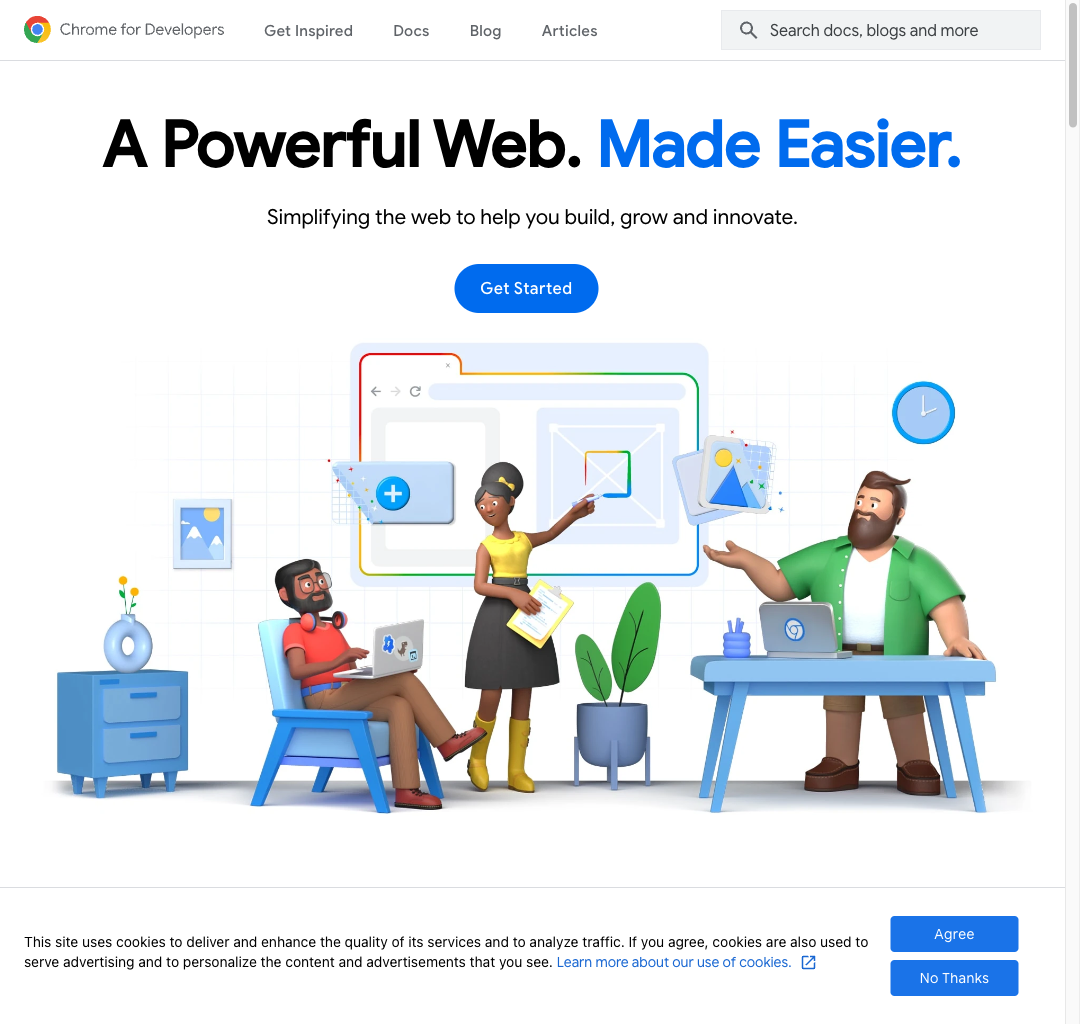 Chrome for Developers
Get Inspired
Docs
Blog
Articles
Search docs, blogs and more
A Powerful Web. Made Easier.
Simplifying the web to help you build, grow and innovate.
Get Started
This site uses cookies to deliver and enhance the quality of its services and to analyze traffic. If you agree, cookies are also used to
serve advertising and to personalize the content and advertisements that you see. Learn more about our use of cookies.
Agree
No Thanks